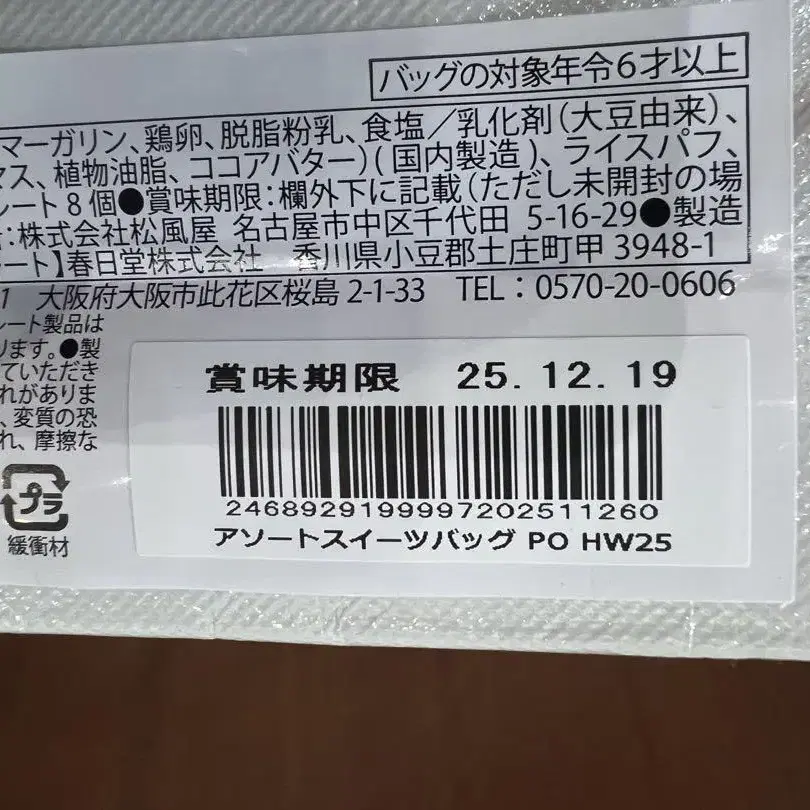 バッグの対象年令6才以上
マーガリン、鶏卵、脱脂粉乳、食塩／乳化剤（大豆由来）、
マス、植物油脂、ココアバター）（国内製造）、ライスパフ、
レート8個●賞味期限：欄外下に記載（ただし未開封の場
：株式会社松風屋 名古屋市中区千代田 5-16-29●製造
ート】春日堂株式会社 香川県小豆郡土庄町甲 3948-1
1 大阪府大阪市此花区桜島 2-1-33 TEL：0570-20-0606
レート製品は
ります。●製
ていただき
れがありま
、変質の恐
れ、摩擦な
プラ
緩衝材
賞味期限 25.12.19
24689291999972025112​60
アソートスイーツバッグ PO HW25